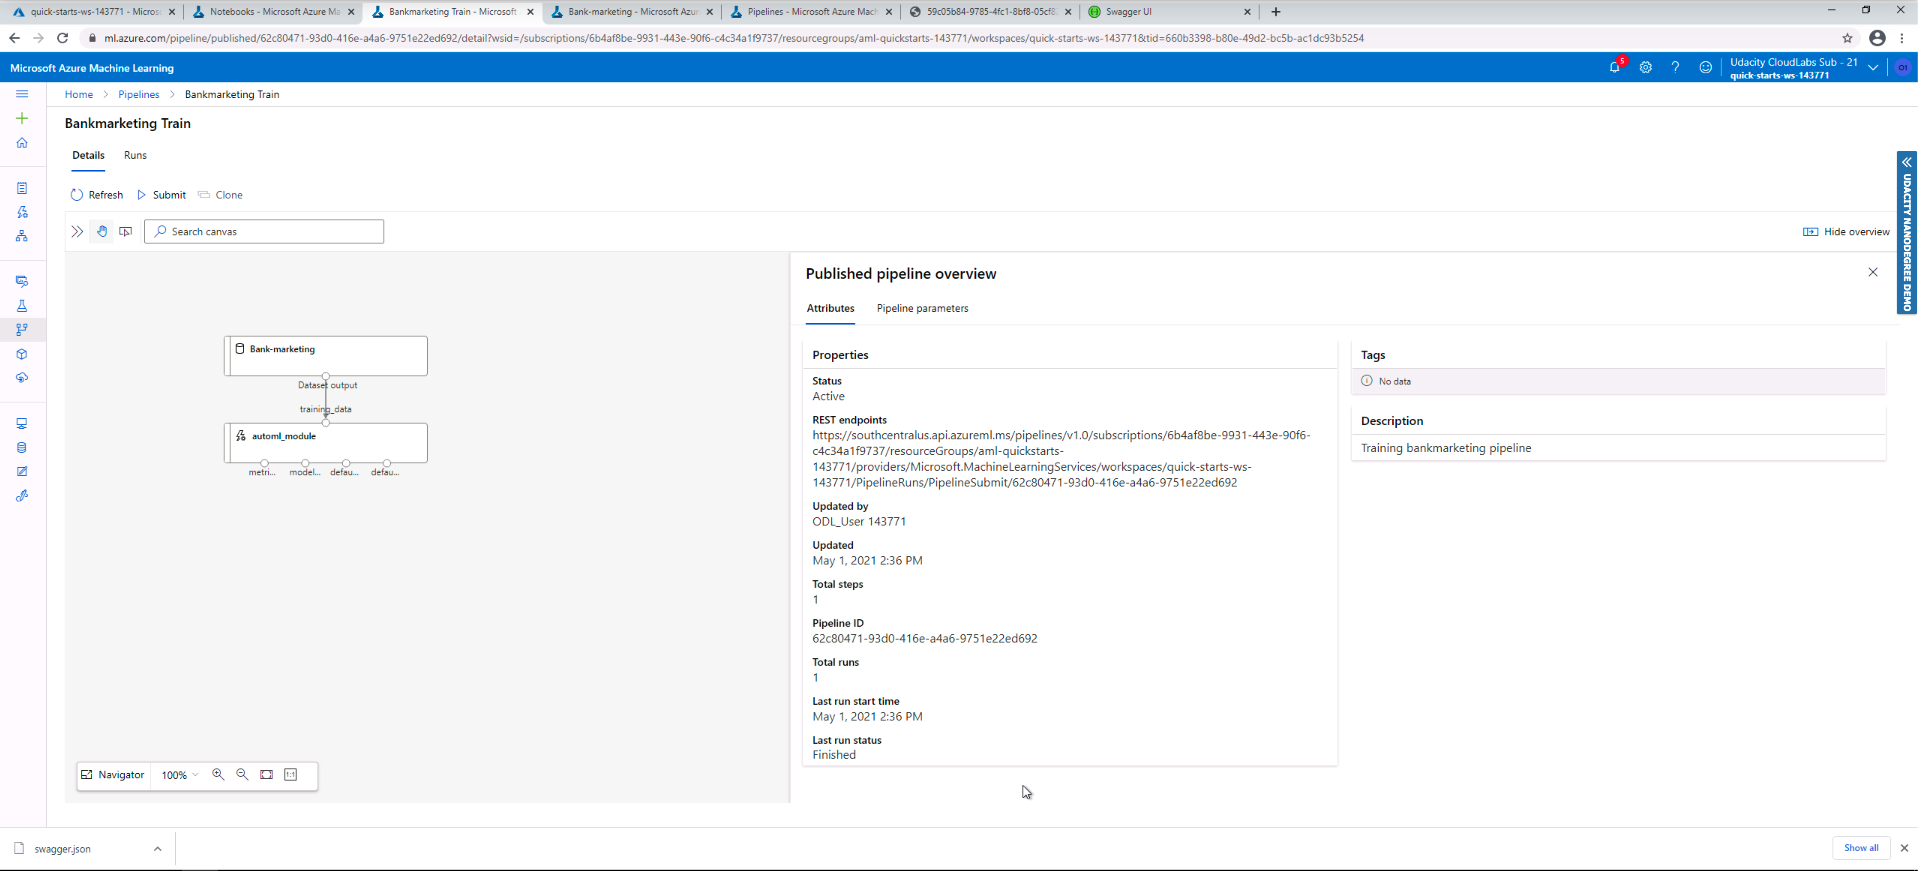 quick-starts-ws-143771 - Micros
Notebooks - Microsoft Azure Ma
Bankmarketing Train - Microsoft
Bank-marketing - Microsoft Azur
Pipelines - Microsoft Azure Mach
59c05b84-9785-4fc1-8bf8-05cf8
Swagger UI
ml.azure.com/pipeline/published/62c80471-93d0-416e-a4a6-9751e22ed692/detail?wsid=/subscriptions/6b4af8be-9931-443e-90f6-c4c34a1f9737/resourcegroups/aml-quickstarts-143771/workspaces/quick-starts-ws-143771&tid=660b3398-b80e-49d2-bc5b-ac1dc93b5254
Microsoft Azure Machine Learning
5
Udacity CloudLabs Sub - 21
quick-starts-ws-143771
Home > Pipelines > Bankmarketing Train
Bankmarketing Train
Details Runs
Refresh Submit Clone
Search canvas
Hide overview
UDACITY NANODEGREE DEMO
Bank-marketing
Dataset output
training_data
automl_module
metri... model... defau... defau...
Navigator 100% 1:1
Published pipeline overview
Attributes Pipeline parameters
Properties
Status
Active
REST endpoints
https://southcentralus.api.azureml.ms/pipelines/v1.0/subscriptions/6b4af8be-9931-443e-90f6-
c4c34a1f9737/resourceGroups/aml-quickstarts-
143771/providers/Microsoft.MachineLearningServices/workspaces/quick-starts-ws-
143771/PipelineRuns/PipelineSubmit/62c80471-93d0-416e-a4a6-9751e22ed692
Updated by
ODL_User 143771
Updated
May 1, 2021 2:36 PM
Total steps
1
Pipeline ID
62c80471-93d0-416e-a4a6-9751e22ed692
Total runs
1
Last run start time
May 1, 2021 2:36 PM
Last run status
Finished
Tags
No data
Description
Training bankmarketing pipeline
swagger.json
Show all